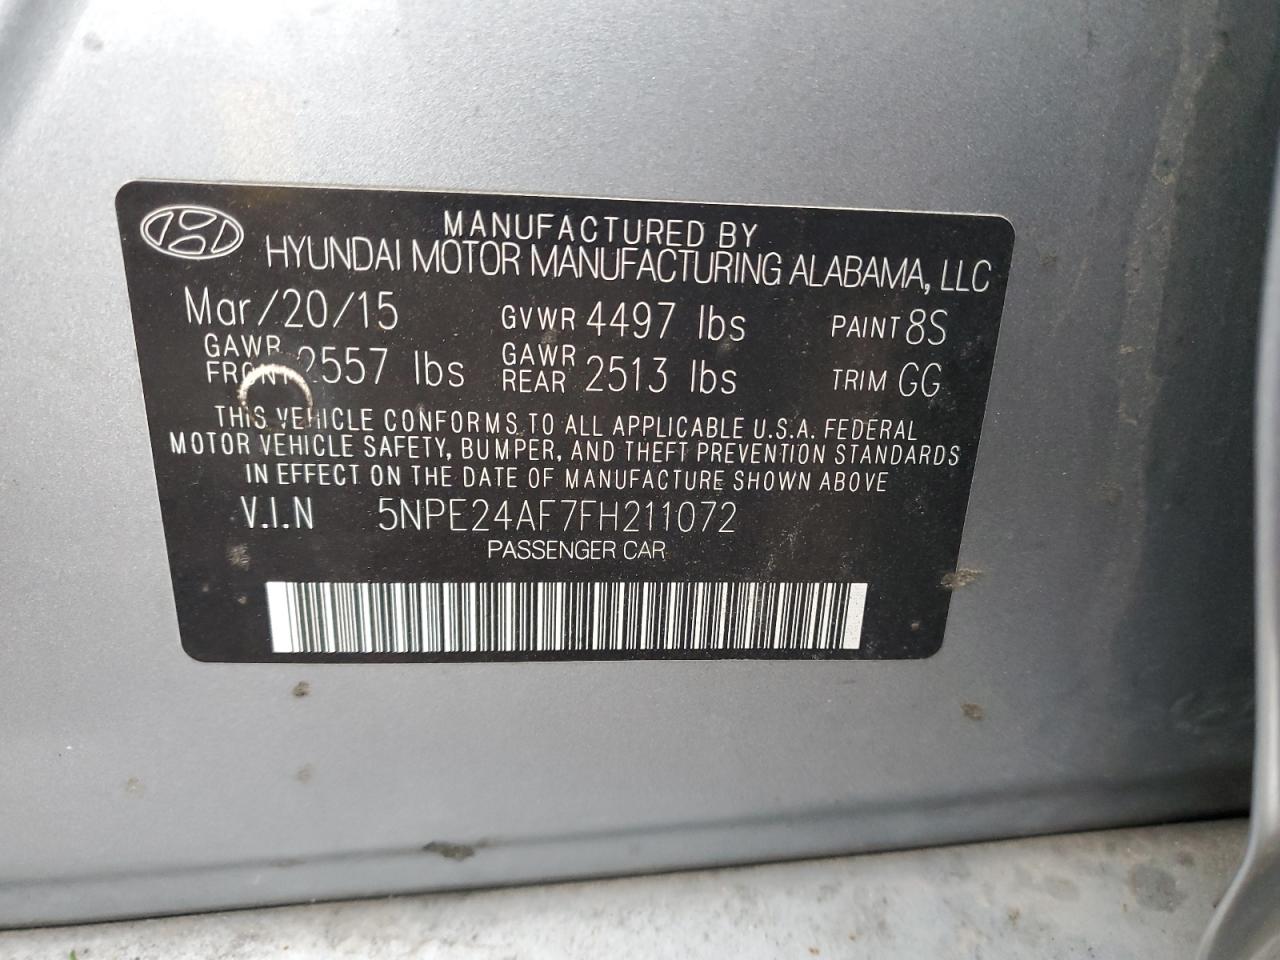 MANUFACTURED BY
HYUNDAI MOTOR MANUFACTURING ALABAMA, LLC
Mar/20/15 GVWR 4497 lbs PAINT 8S
GAWR FRONT 2557 lbs GAWR REAR 2513 lbs TRIM GG
THIS VEHICLE CONFORMS TO ALL APPLICABLE U.S.A. FEDERAL
MOTOR VEHICLE SAFETY, BUMPER, AND THEFT PREVENTION STANDARDS
IN EFFECT ON THE DATE OF MANUFACTURE SHOWN ABOVE
V.I.N 5NPE24AF7FH211072
PASSENGER CAR